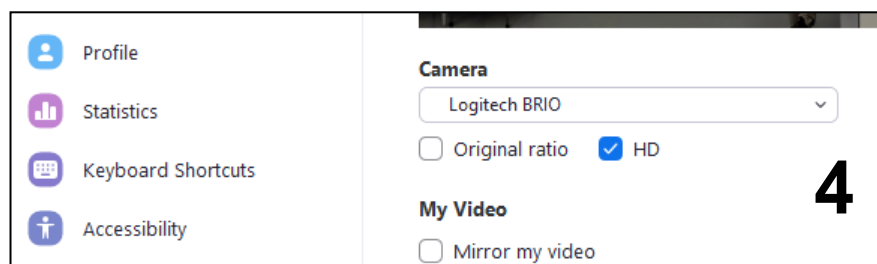 Profile
Statistics
Keyboard Shortcuts
Accessibility
Camera
Logitech BRIO
Original ratio HD
My Video
Mirror my video
4